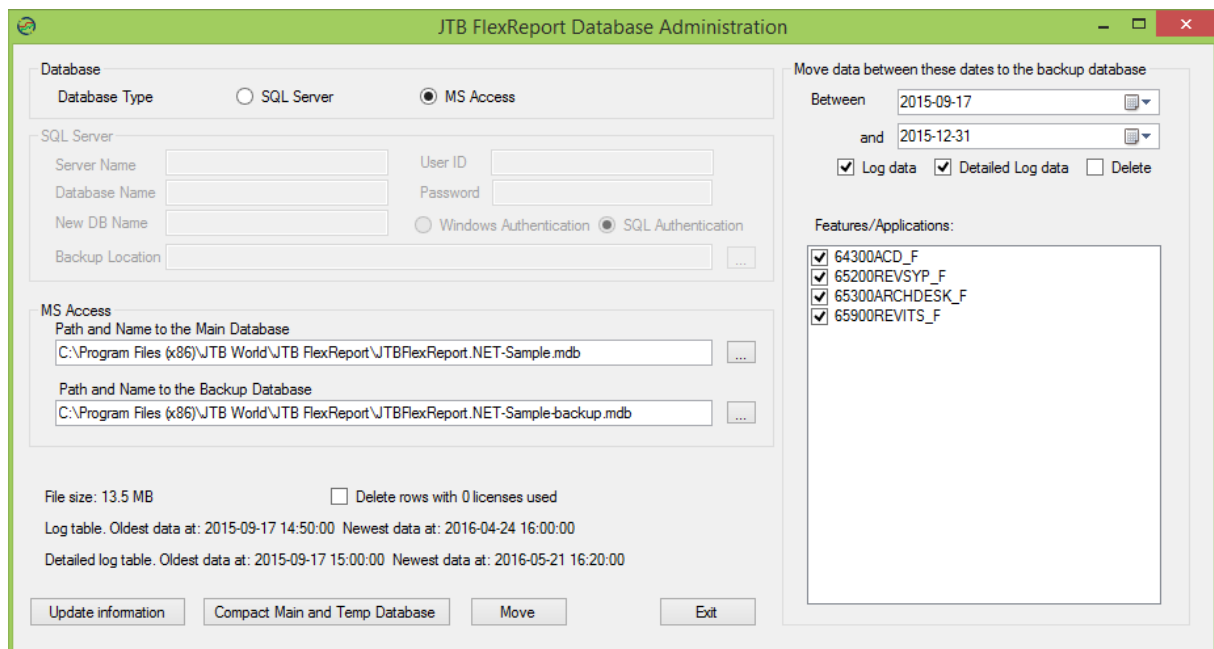 JTB FlexReport Database Administration
Database
Database Type SQL Server MS Access
SQL Server
Server Name User ID
Database Name Password
New DB Name Windows Authentication SQL Authentication
Backup Location ...
MS Access
Path and Name to the Main Database
C:\Program Files (x86)\JTB World\JTB FlexReport\JTBFlexReport.NET-Sample.mdb ...
Path and Name to the Backup Database
C:\Program Files (x86)\JTB World\JTB FlexReport\JTBFlexReport.NET-Sample-backup.mdb ...
File size: 13.5 MB Delete rows with 0 licenses used
Log table. Oldest data at: 2015-09-17 14:50:00 Newest data at: 2016-04-24 16:00:00
Detailed log table. Oldest data at: 2015-09-17 15:00:00 Newest data at: 2016-05-21 16:20:00
Update information Compact Main and Temp Database Move Exit
Move data between these dates to the backup database
Between 2015-09-17
and 2015-12-31
Log data Detailed Log data Delete
Features/Applications:
64300ACD_F
65200REVSYP_F
65300ARCHDESK_F
65900REVITS_F